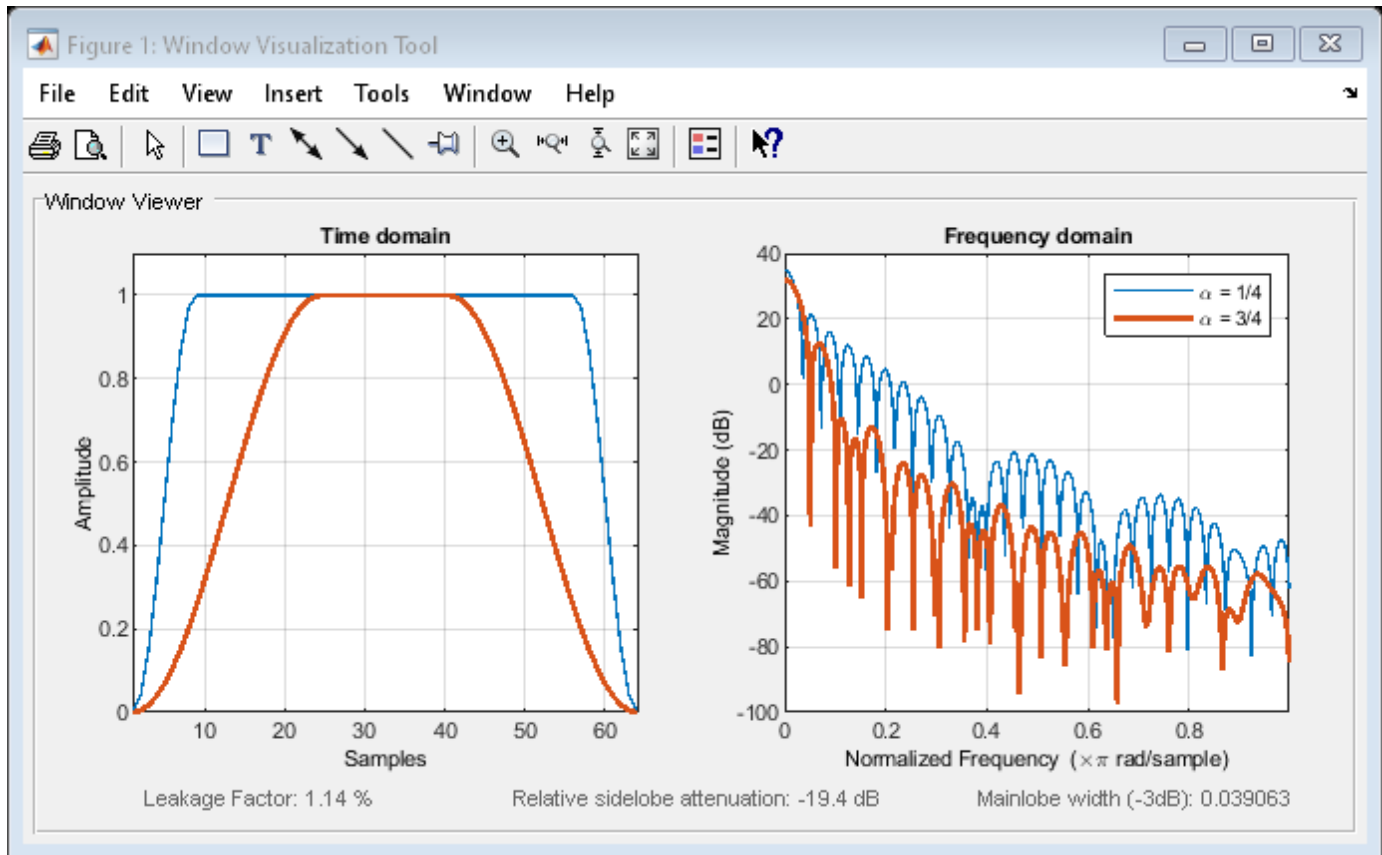 Figure 1: Window Visualization Tool
File Edit View Insert Tools Window Help
T
?
Window Viewer
Time domain
1
0.8
0.6
0.4
0.2
0
10 20 30 40 50 60
Amplitude
Samples
Frequency domain
40
20
0
-20
-40
-60
-80
-100
0 0.2 0.4 0.6 0.8
Magnitude (dB)
Normalized Frequency (×π rad/sample)
α = 1/4
α = 3/4
Leakage Factor: 1.14 % Relative sidelobe attenuation: -19.4 dB Mainlobe width (-3dB): 0.039063